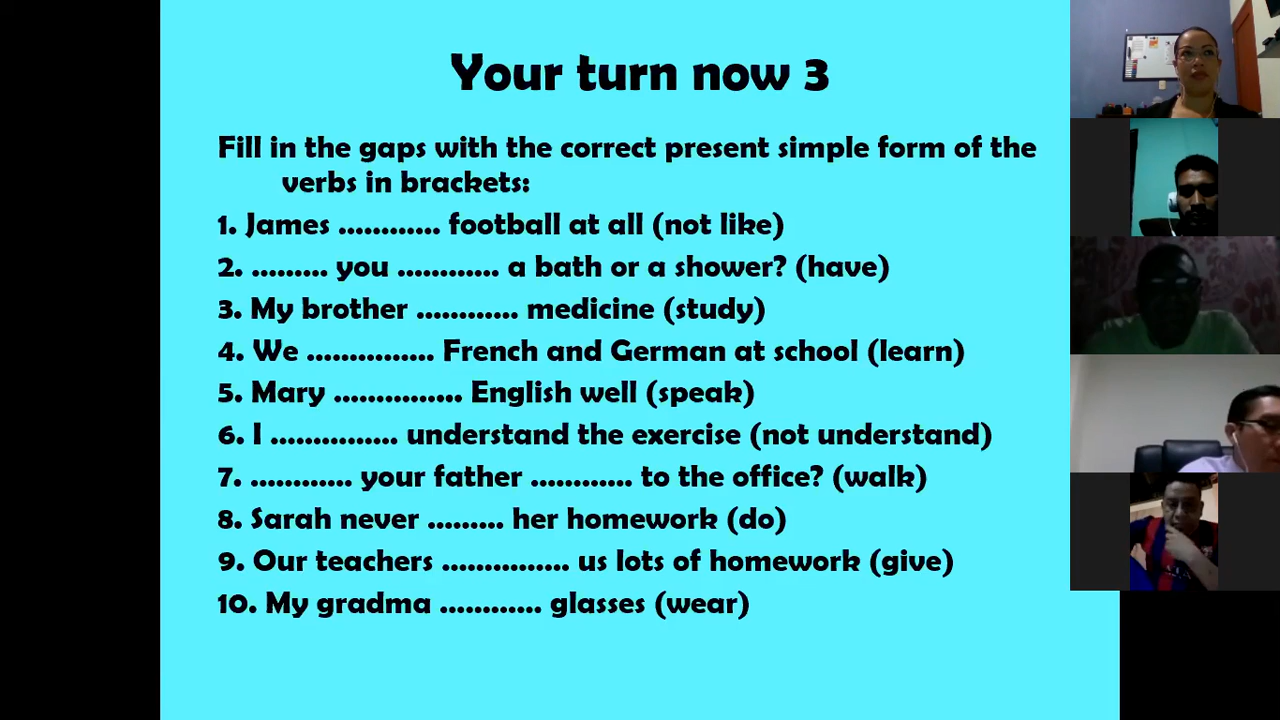 Your turn now 3
Fill in the gaps with the correct present simple form of the
verbs in brackets:
1. James ............ football at all (not like)
2. ......... you ............ a bath or a shower? (have)
3. My brother ............ medicine (study)
4. We ............... French and German at school (learn)
5. Mary ............... English well (speak)
6. I ............... understand the exercise (not understand)
7. ............ your father ............ to the office? (walk)
8. Sarah never ......... her homework (do)
9. Our teachers ............... us lots of homework (give)
10. My gradma ............ glasses (wear)